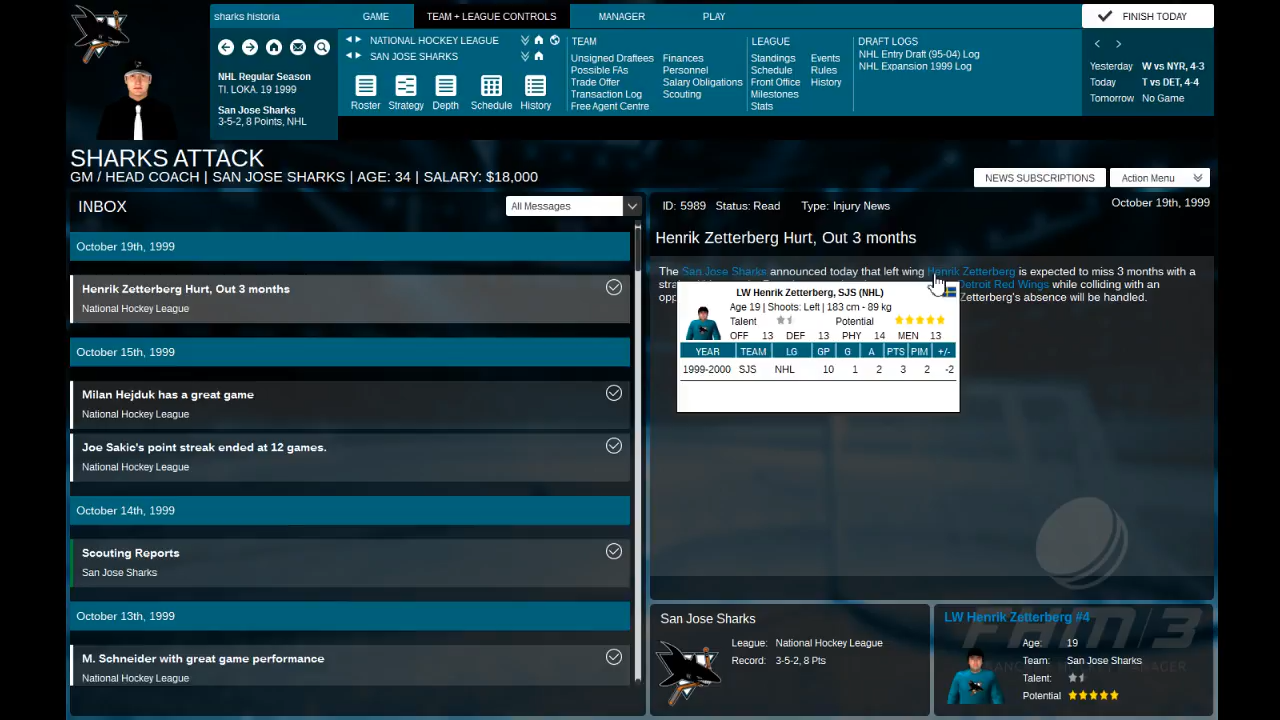 sharks historia
GAME
TEAM + LEAGUE CONTROLS
MANAGER
PLAY
FINISH TODAY
NATIONAL HOCKEY LEAGUE
SAN JOSE SHARKS
NHL Regular Season
TI. LOKA. 19 1999
San Jose Sharks
3-5-2, 8 Points, NHL
Roster
Strategy
Depth
Schedule
History
TEAM
Unsigned Draftees
Finances
Possible FAs
Personnel
Trade Offer
Salary Obligations
Transaction Log
Scouting
Free Agent Centre
LEAGUE
Standings
Events
Schedule
Rules
Front Office
History
Milestones
Stats
DRAFT LOGS
NHL Entry Draft (95-04) Log
NHL Expansion 1999 Log
Yesterday W vs NYR, 4-3
Today T vs DET, 4-4
Tomorrow No Game
SHARKS ATTACK
GM / HEAD COACH | SAN JOSE SHARKS | AGE: 34 | SALARY: $18,000
NEWS SUBSCRIPTIONS
Action Menu
INBOX
All Messages
October 19th, 1999
Henrik Zetterberg Hurt, Out 3 months
National Hockey League
October 15th, 1999
Milan Hejduk has a great game
National Hockey League
Joe Sakic's point streak ended at 12 games.
National Hockey League
October 14th, 1999
Scouting Reports
San Jose Sharks
October 13th, 1999
M. Schneider with great game performance
National Hockey League
ID: 5989 Status: Read Type: Injury News
October 19th, 1999
Henrik Zetterberg Hurt, Out 3 months
The San Jose Sharks announced today that left wing Henrik Zetterberg is expected to miss 3 months with a
Detroit Red Wings while colliding with an
Zetterberg's absence will be handled.
LW Henrik Zetterberg, SJS (NHL)
Age 19 | Shoots: Left | 183 cm - 89 kg
Talent Potential
OFF 13 DEF 13 PHY 14 MEN 13
YEAR TEAM LG GP G A PTS PIM +/-
1999-2000 SJS NHL 10 1 2 3 2 -2
San Jose Sharks
League: National Hockey League
Record: 3-5-2, 8 Pts
LW Henrik Zetterberg #4
Age: 19
Team: San Jose Sharks
Talent:
Potential
FHM/3